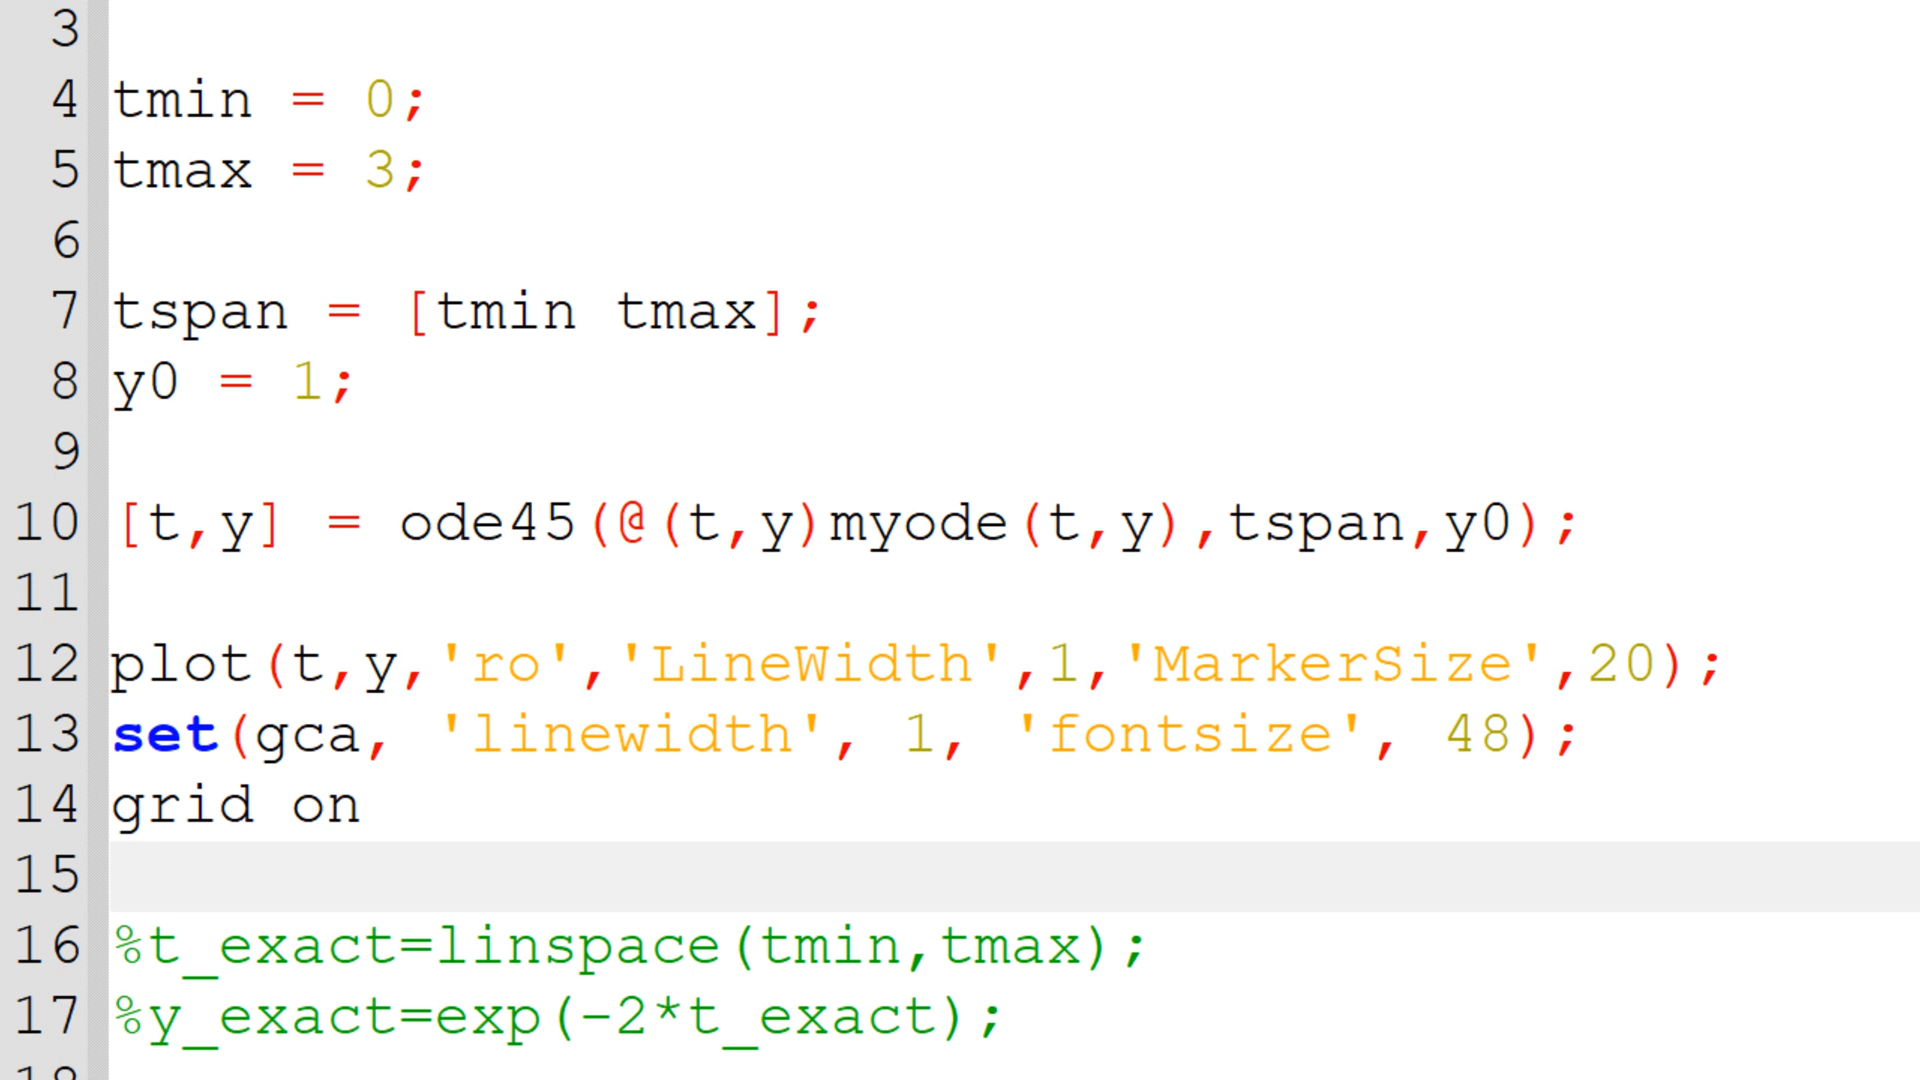 3
4 tmin = 0;
5 tmax = 3;
6
7 tspan = [tmin tmax];
8 y0 = 1;
9
10 [t,y] = ode45(@(t,y)myode(t,y),tspan,y0);
11
12 plot(t,y,'ro','LineWidth',1,'MarkerSize',20);
13 set(gca, 'linewidth', 1, 'fontsize', 48);
14 grid on
15
16 %t_exact=linspace(tmin,tmax);
17 %y_exact=exp(-2*t_exact);
18